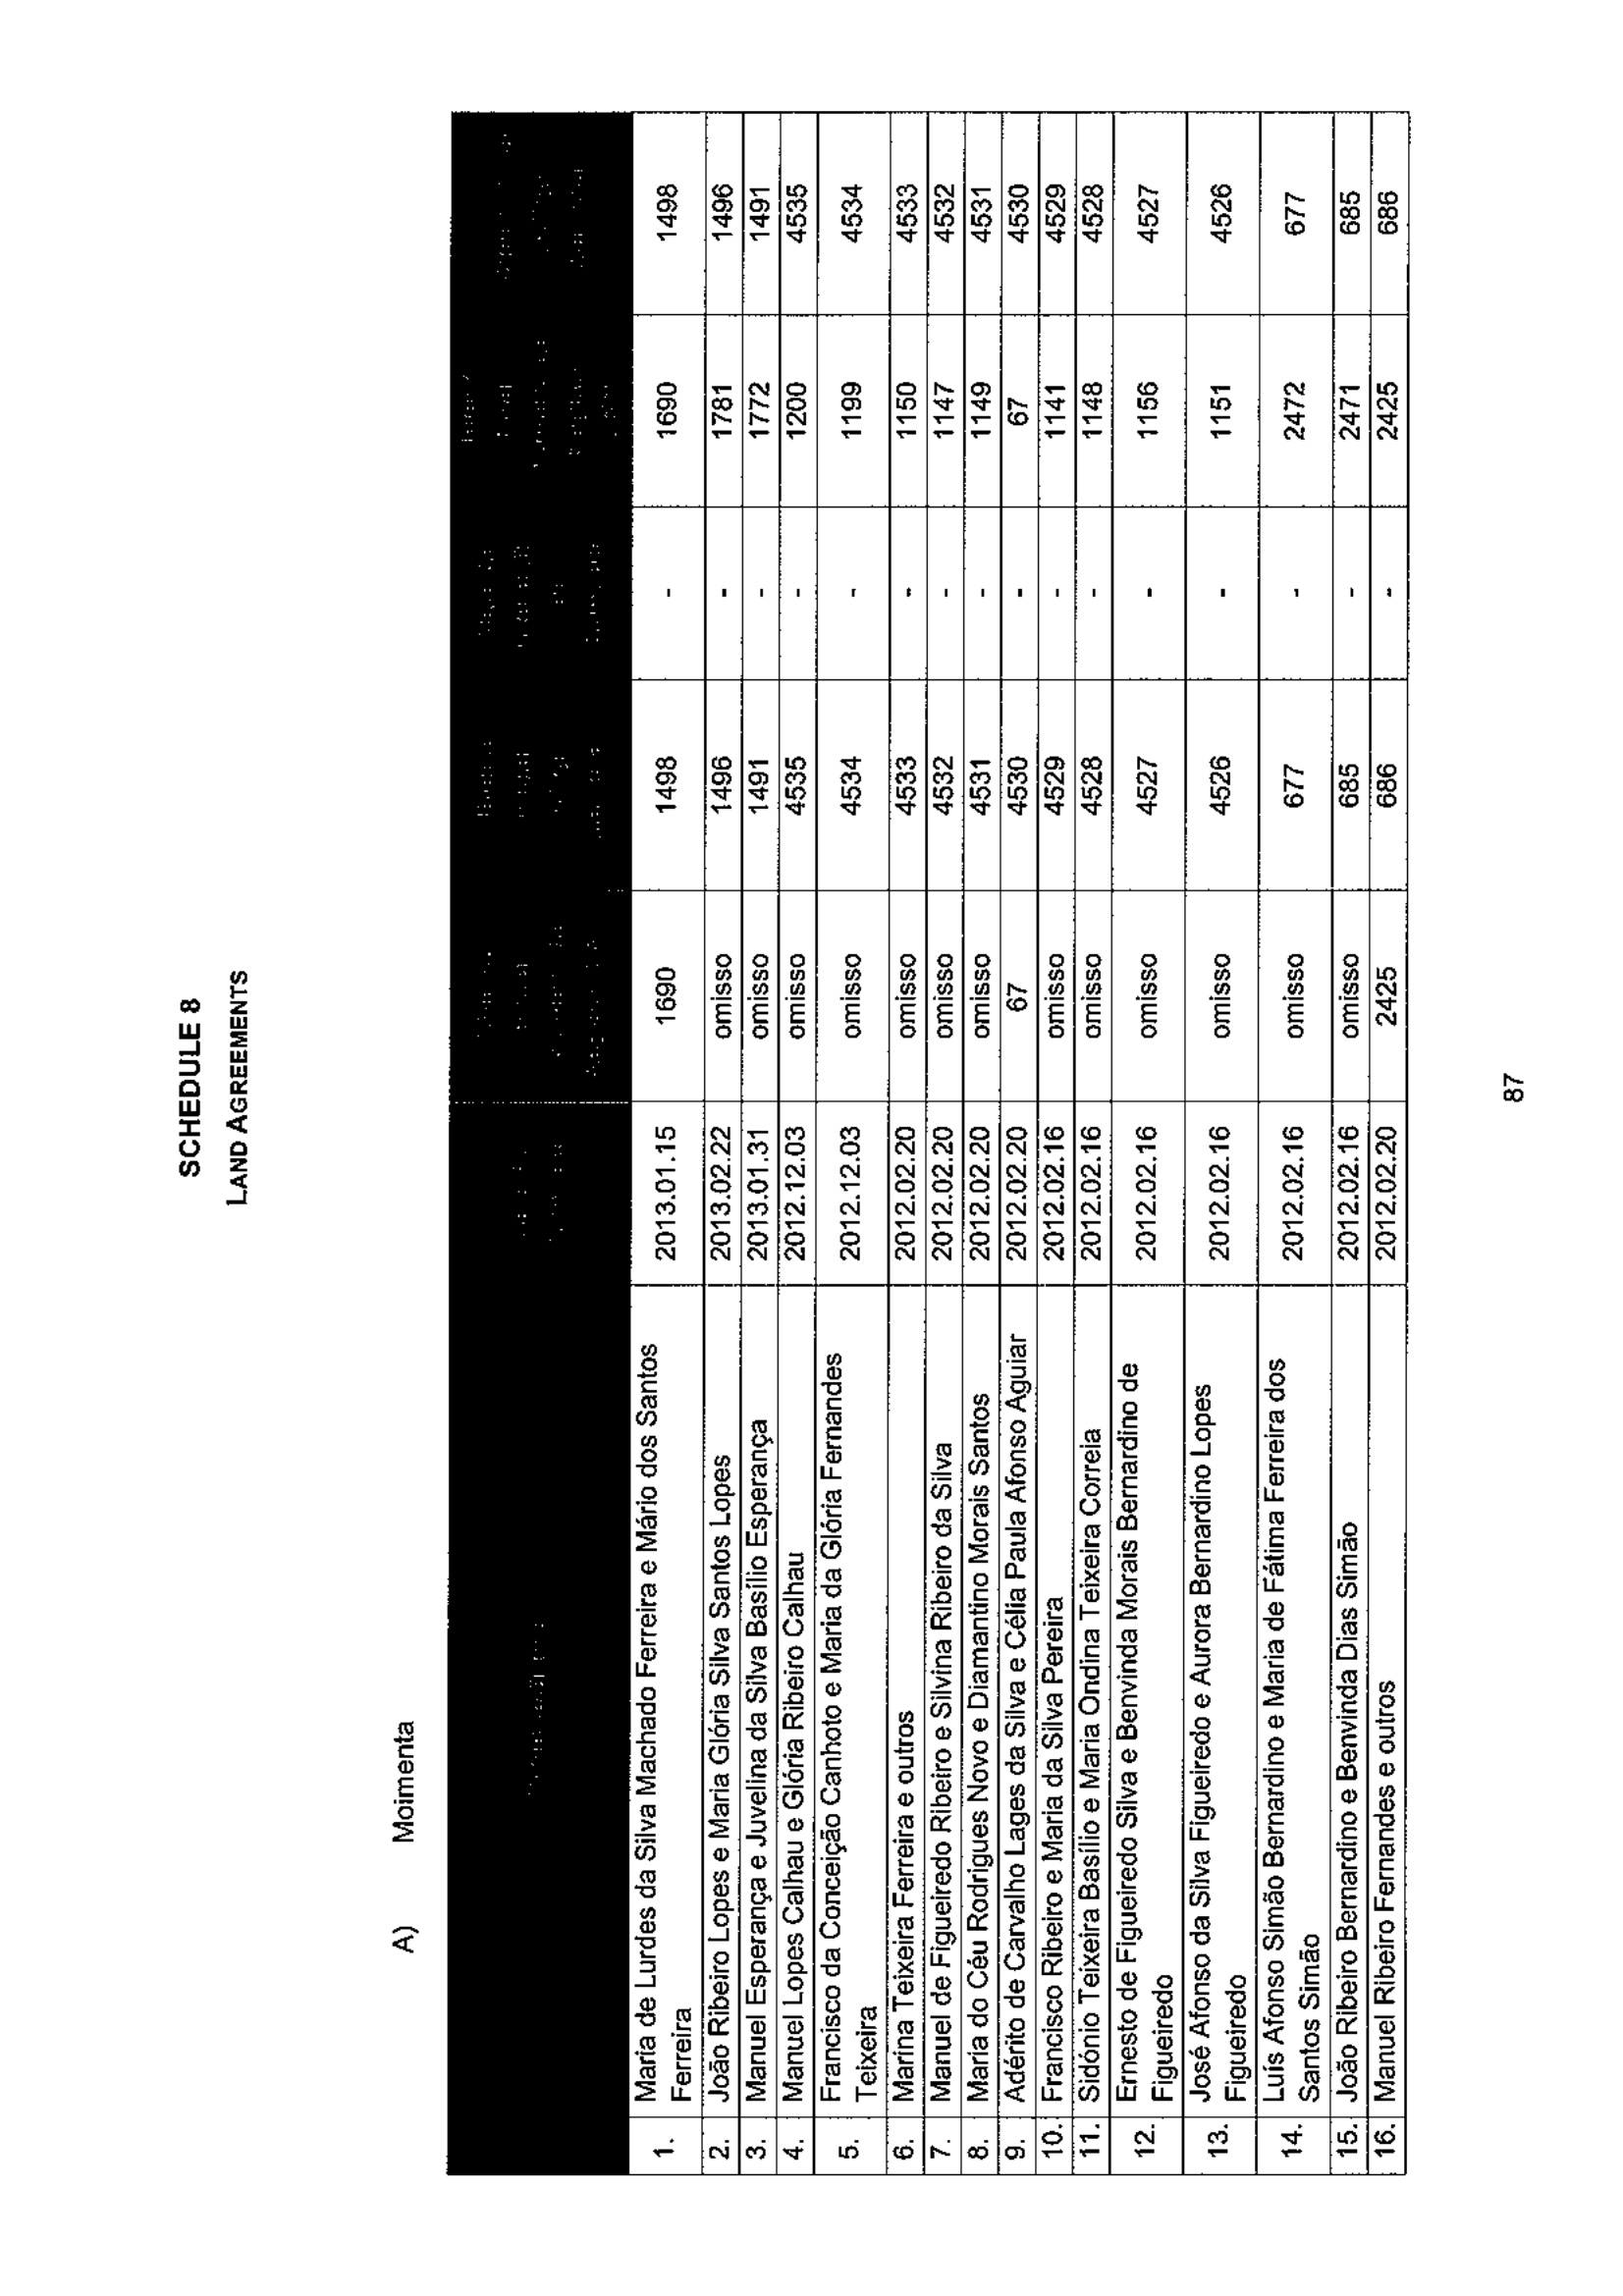 SCHEDULE 8
LAND AGREEMENTS
A) Moimenta
1. Maria de Lurdes da Silva Machado Ferreira e Mário dos Santos Ferreira 2013.01.15 1690 1498 - 1690 1498
2. João Ribeiro Lopes e Maria Glória Silva Santos Lopes 2013.02.22 omisso 1496 - 1781 1496
3. Manuel Esperança e Juvelina da Silva Basílio Esperança 2013.01.31 omisso 1491 - 1772 1491
4. Manuel Lopes Calhau e Glória Ribeiro Calhau 2012.12.03 omisso 4535 - 1200 4535
5. Francisco da Conceição Canhoto e Maria da Glória Fernandes Teixeira 2012.12.03 omisso 4534 - 1199 4534
6. Marina Teixeira Ferreira e outros 2012.02.20 omisso 4533 - 1150 4533
7. Manuel de Figueiredo Ribeiro e Silvina Ribeiro da Silva 2012.02.20 omisso 4532 - 1147 4532
8. Maria do Céu Rodrigues Novo e Diamantino Morais Santos 2012.02.20 omisso 4531 - 1149 4531
9. Adérito de Carvalho Lages da Silva e Célia Paula Afonso Aguiar 2012.02.20 67 4530 - 67 4530
10. Francisco Ribeiro e Maria da Silva Pereira 2012.02.16 omisso 4529 - 1141 4529
11. Sidónio Teixeira Basílio e Maria Ondina Teixeira Correia 2012.02.16 omisso 4528 - 1148 4528
12. Ernesto de Figueiredo Silva e Benvinda Morais Bernardino de Figueiredo 2012.02.16 omisso 4527 - 1156 4527
13. José Afonso da Silva Figueiredo e Aurora Bernardino Lopes Figueiredo 2012.02.16 omisso 4526 - 1151 4526
14. Luís Afonso Simão Bernardino e Maria de Fátima Ferreira dos Santos Simão 2012.02.16 omisso 677 - 2472 677
15. João Ribeiro Bernardino e Benvinda Dias Simão 2012.02.16 omisso 685 - 2471 685
16. Manuel Ribeiro Fernandes e outros 2012.02.20 2425 686 - 2425 686
87